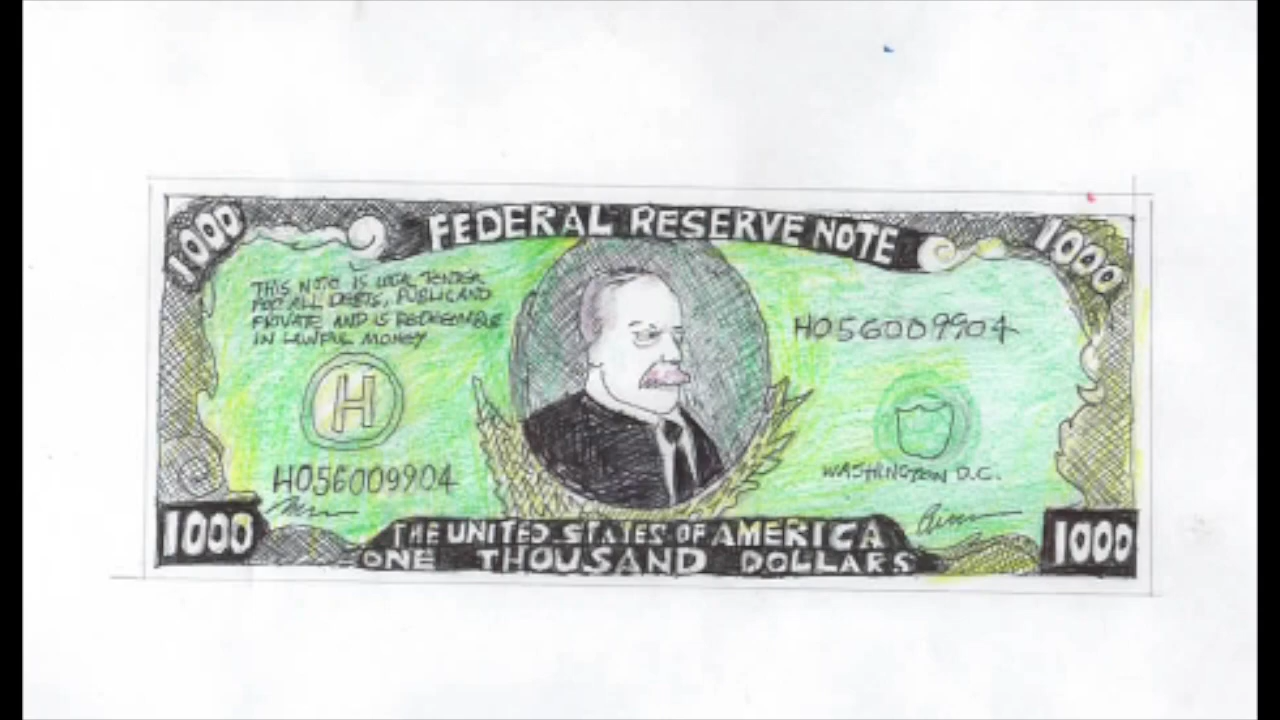 1000
FEDERAL RESERVE NOTE
1000
THIS NOTE IS LEGAL TENDER
FOR ALL DEBTS, PUBLIC AND
PRIVATE AND IS REDEEMABLE
IN LAWFUL MONEY
H056009904
H
H056009904
WASHINGTON D.C.
1000
THE UNITED STATES OF AMERICA
ONE THOUSAND DOLLARS
1000